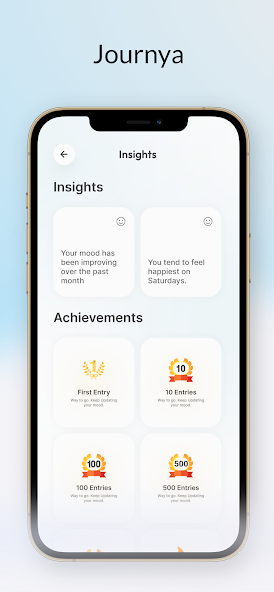 Journya
Insights
Insights
Your mood has
been improving
over the past
month
You tend to feel
happiest on
Saturdays.
Achievements
1
First Entry
Way to go. Keep Updating
your mood.
10
10 Entries
Way to go. Keep Updating
your mood.
100
100 Entries
Way to go. Keep Updating
your mood.
500
500 Entries
Way to go. Keep Updating
your mood.